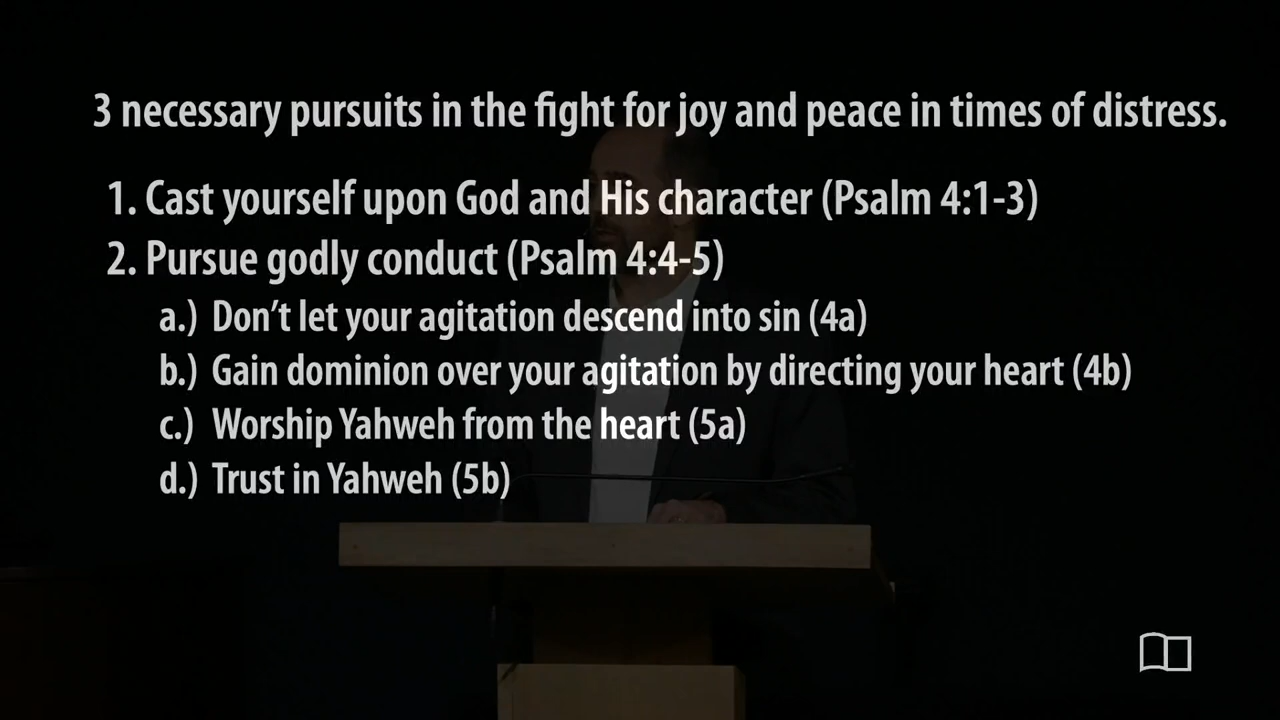 3 necessary pursuits in the fight for joy and peace in times of distress.
1. Cast yourself upon God and His character (Psalm 4:1-3)
2. Pursue godly conduct (Psalm 4:4-5)
a.) Don’t let your agitation descend into sin (4a)
b.) Gain dominion over your agitation by directing your heart (4b)
c.) Worship Yahweh from the heart (5a)
d.) Trust in Yahweh (5b)